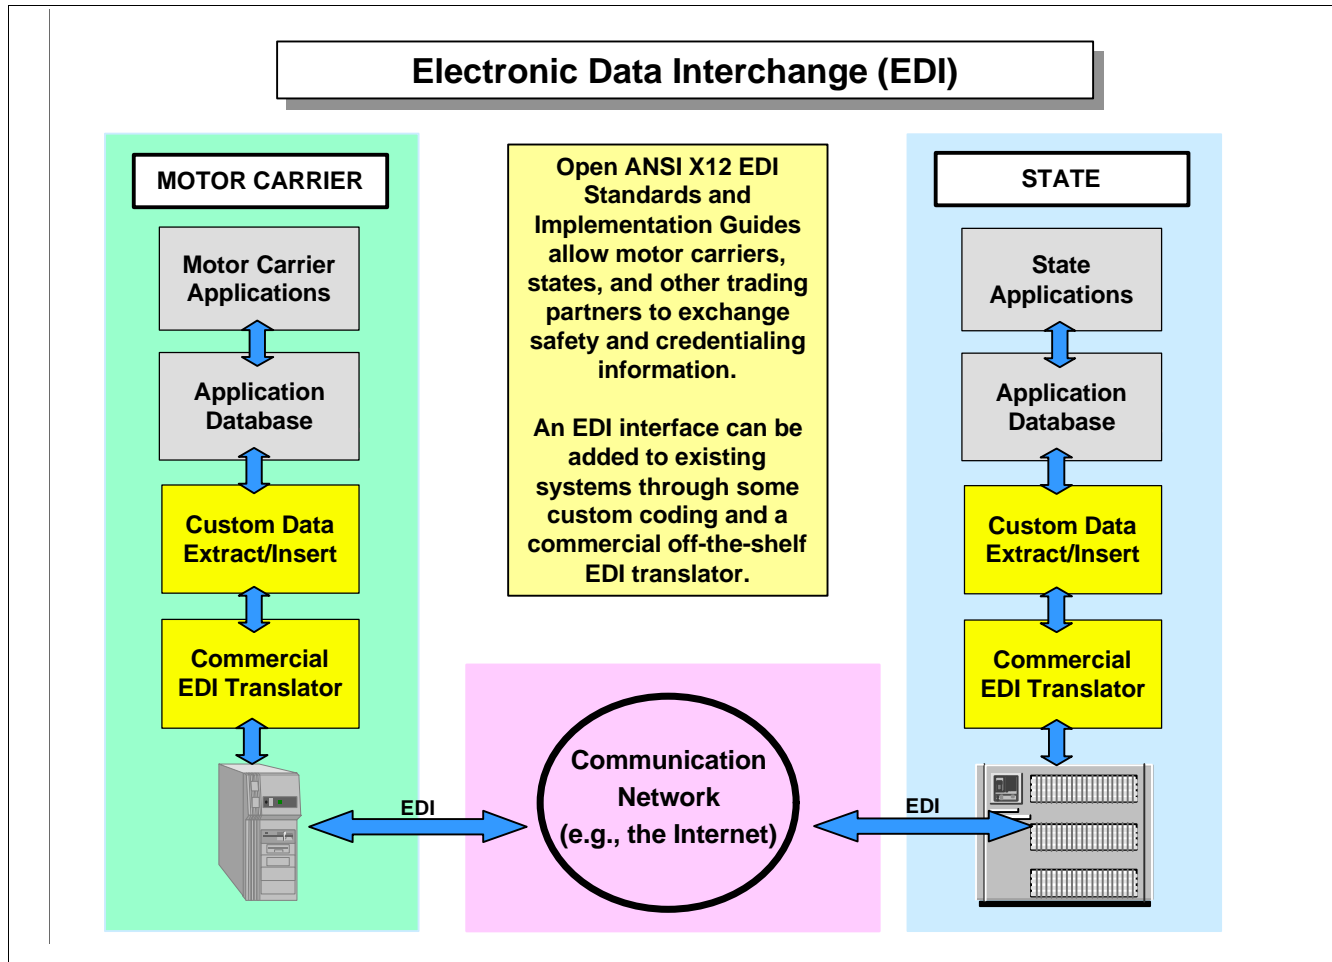 Electronic Data Interchange (EDI)
MOTOR CARRIER
Motor Carrier
Applications
Application
Database
Custom Data
Extract/Insert
Commercial
EDI Translator
Open ANSI X12 EDI
Standards and
Implementation Guides
allow motor carriers,
states, and other trading
partners to exchange
safety and credentialing
information.
An EDI interface can be
added to existing
systems through some
custom coding and a
commercial off-the-shelf
EDI translator.
STATE
State
Applications
Application
Database
Custom Data
Extract/Insert
Commercial
EDI Translator
EDI
Communication
Network
(e.g., the Internet)
EDI